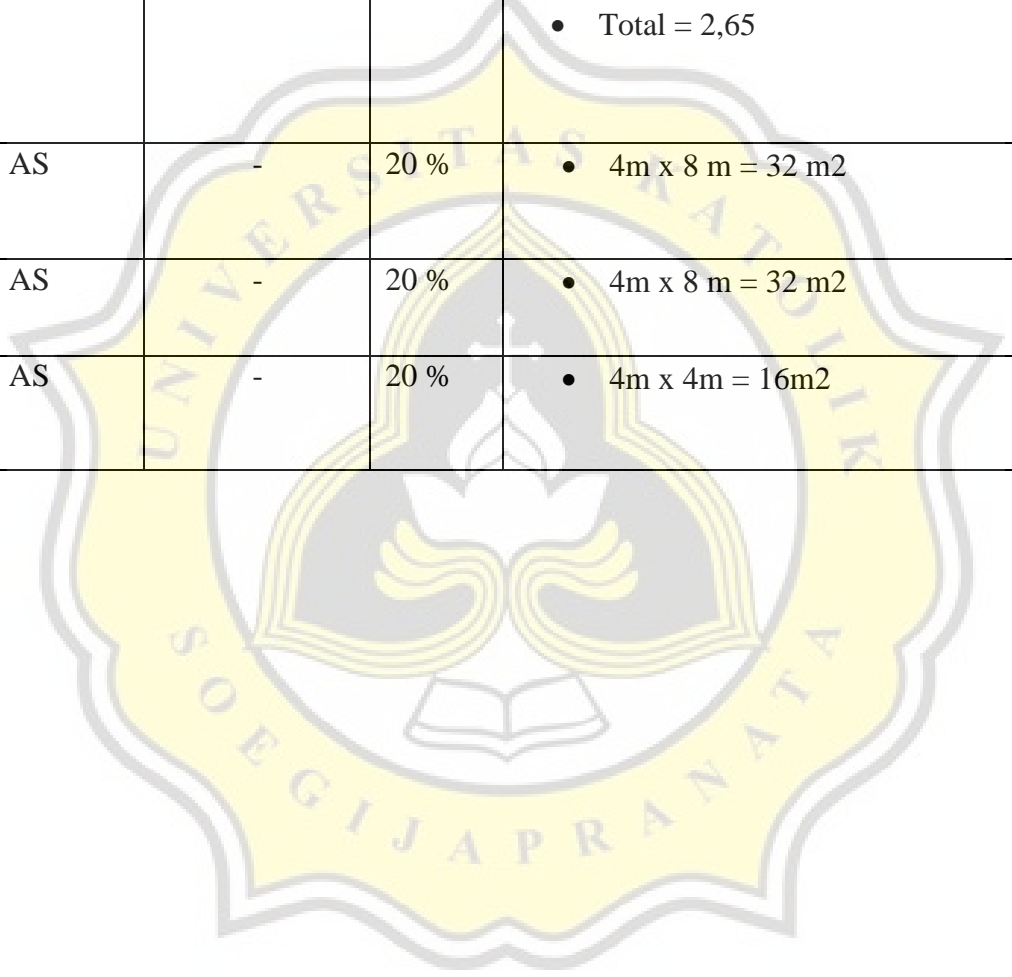 • Total = 2,65
AS - 20 % • 4m x 8 m = 32 m2
AS - 20 % • 4m x 8 m = 32 m2
AS - 20 % • 4m x 4m = 16m2
UNIVERSITAS KATOLIK
SOEGIJAPRANATA